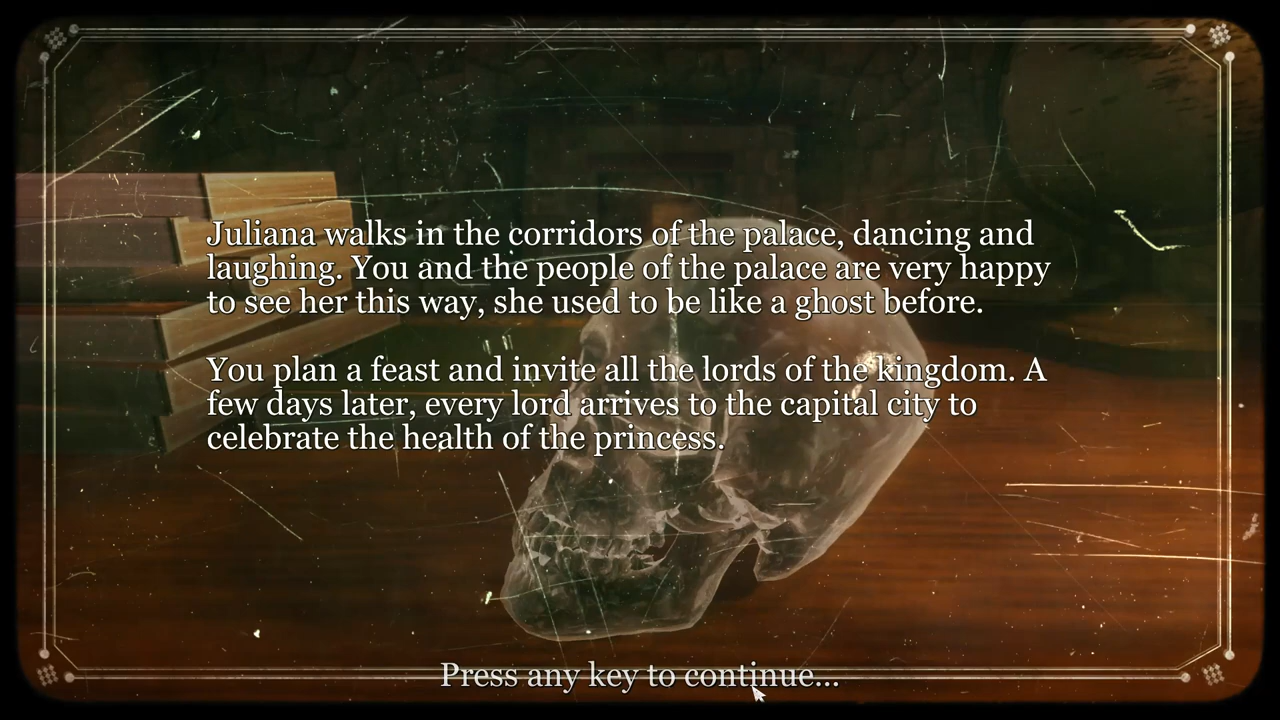 Juliana walks in the corridors of the palace, dancing and
laughing. You and the people of the palace are very happy
to see her this way, she used to be like a ghost before.
You plan a feast and invite all the lords of the kingdom. A
few days later, every lord arrives to the capital city to
celebrate the health of the princess.
Press any key to continue...